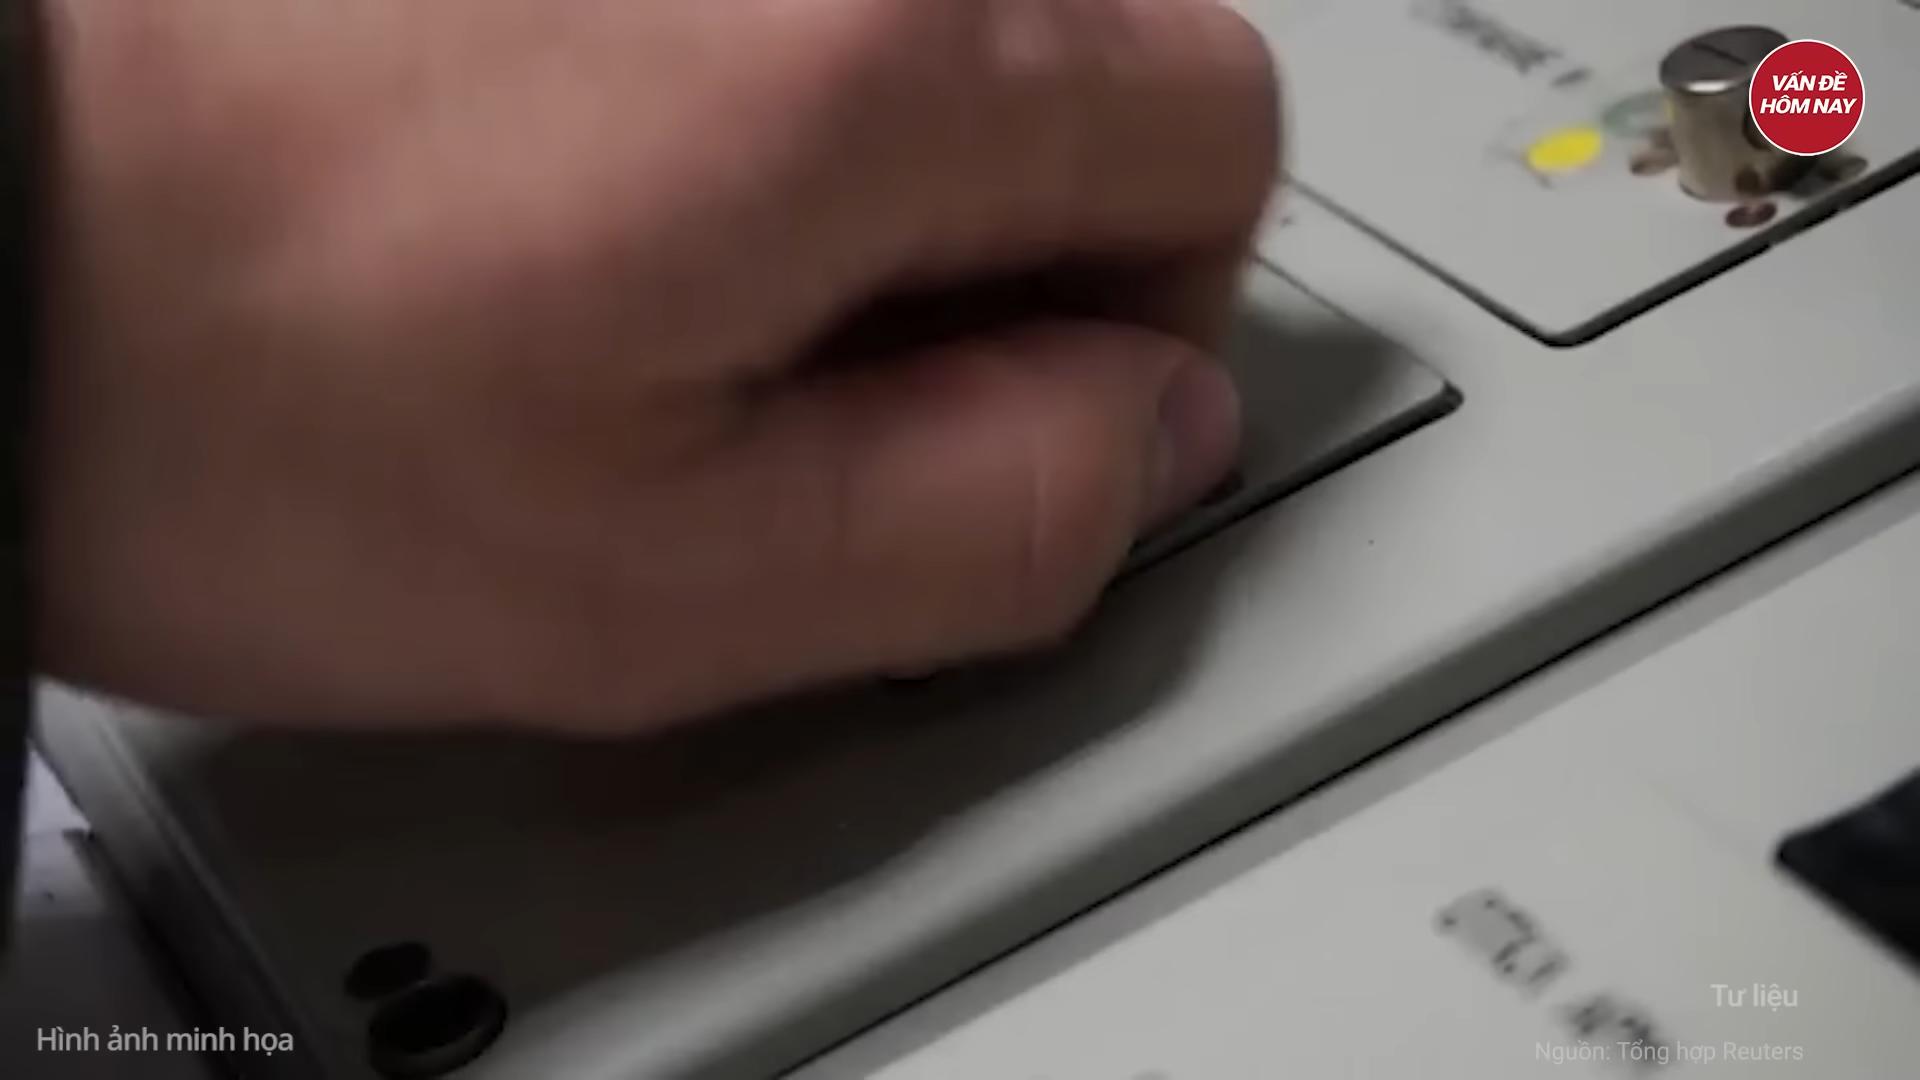 VẤN ĐỀ
HÔM NAY
Tư liệu
Hình ảnh minh họa
Nguồn: Tổng hợp Reuters